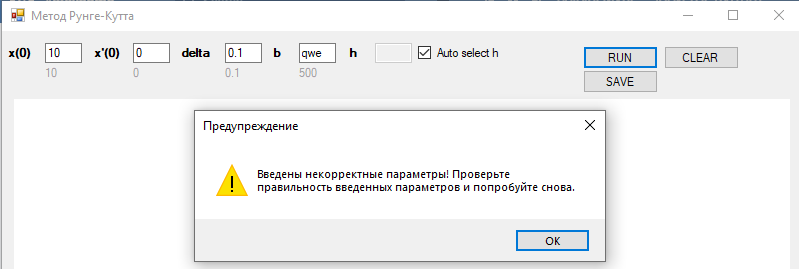 Метод Рунге-Кутта
x(0) 10 x'(0) 0 delta 0.1 b qwe h Auto select h RUN CLEAR
10 0 0.1 500
SAVE
Предупреждение
Введены некорректные параметры! Проверьте
правильность введенных параметров и попробуйте снова.
OK